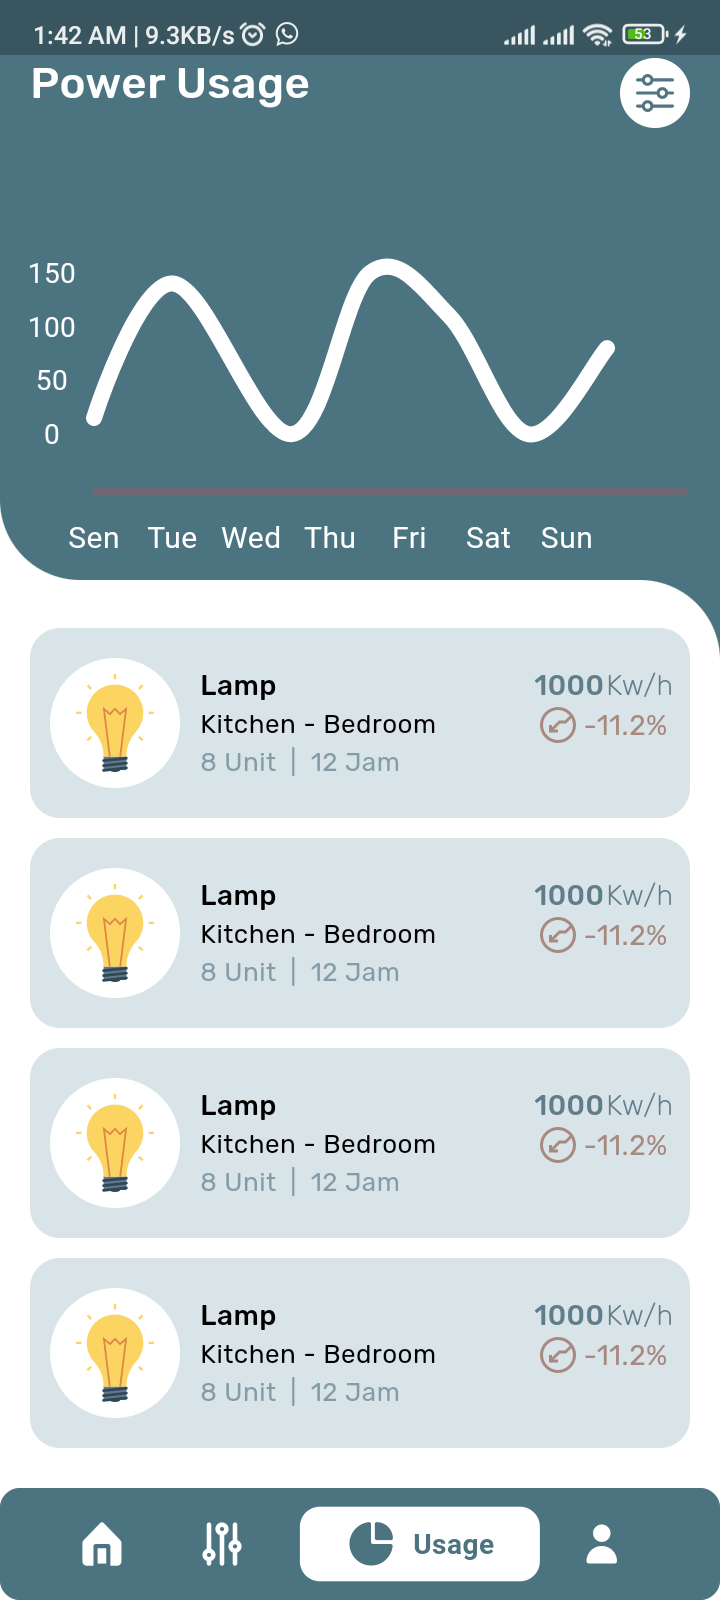 1:42 AM | 9.3KB/s 53
Power Usage
150
100
50
0
Sen Tue Wed Thu Fri Sat Sun
Lamp 1000Kw/h
Kitchen - Bedroom -11.2%
8 Unit | 12 Jam
Lamp 1000Kw/h
Kitchen - Bedroom -11.2%
8 Unit | 12 Jam
Lamp 1000Kw/h
Kitchen - Bedroom -11.2%
8 Unit | 12 Jam
Lamp 1000Kw/h
Kitchen - Bedroom -11.2%
8 Unit | 12 Jam
Usage